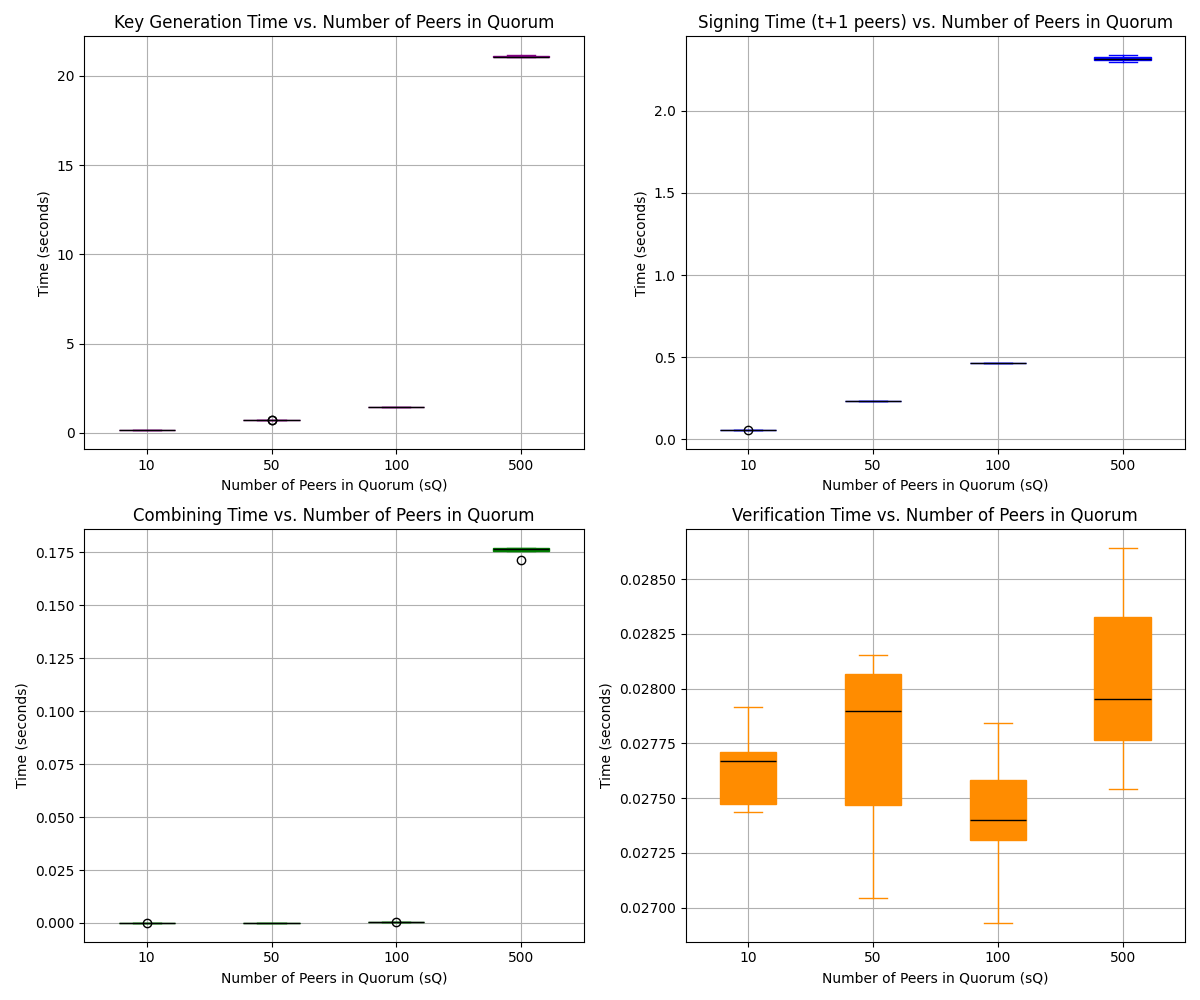 Key Generation Time vs. Number of Peers in Quorum
Time (seconds)
20
15
10
5
0
10 50 100 500
Number of Peers in Quorum (sQ)
Signing Time (t+1 peers) vs. Number of Peers in Quorum
Time (seconds)
2.0
1.5
1.0
0.5
0.0
10 50 100 500
Number of Peers in Quorum (sQ)
Combining Time vs. Number of Peers in Quorum
Time (seconds)
0.175
0.150
0.125
0.100
0.075
0.050
0.025
0.000
10 50 100 500
Number of Peers in Quorum (sQ)
Verification Time vs. Number of Peers in Quorum
Time (seconds)
0.02850
0.02825
0.02800
0.02775
0.02750
0.02725
0.02700
10 50 100 500
Number of Peers in Quorum (sQ)